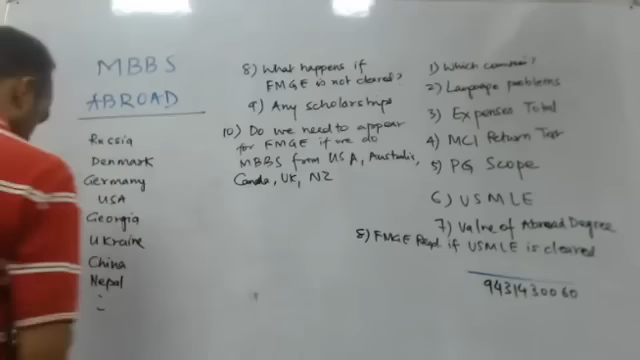 MBBS
ABROAD
Russia
Denmark
Germany
USA
Georgia
Ukraine
China
Nepal
8) What happens if
FMGE is not cleared?
9) Any scholarships
10) Do we need to appear
for FMGE if we do
MBBS from USA, Australia,
Canda, UK, NZ
1) Which
2) Language problems
3) Expenses Total
4) MCI Return Test
5) PG Scope
6) USMLE
7) Value of Abroad Degree
8) FMGE Reqd if USMLE is cleared
9431430060